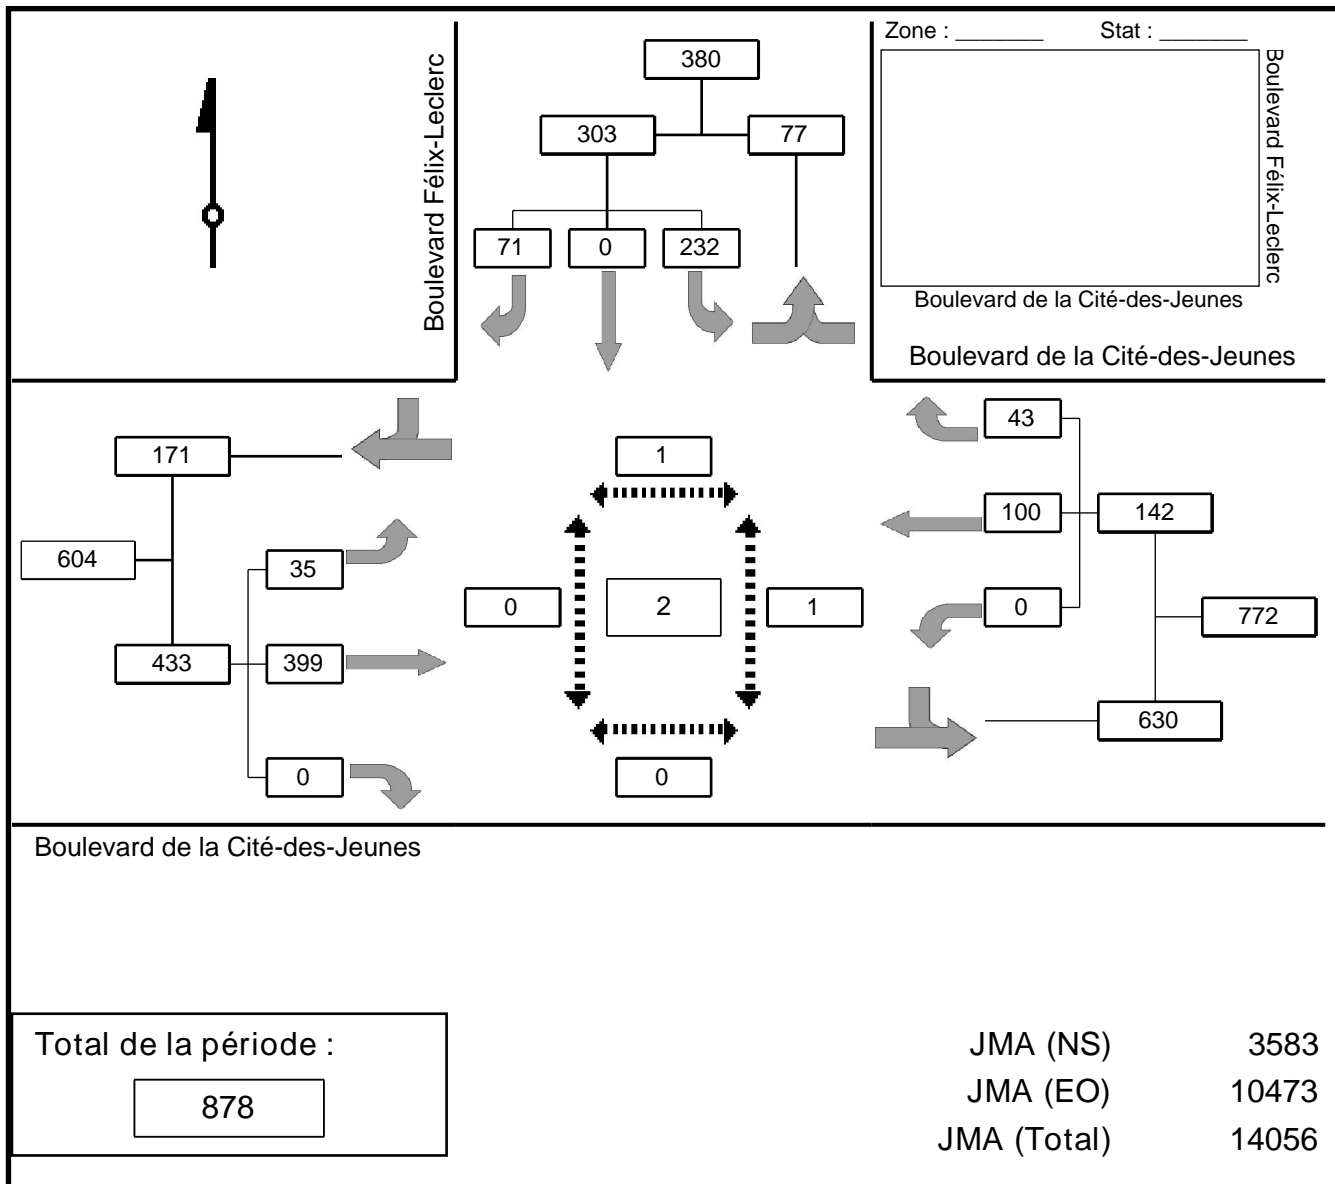 Zone : _______ Stat : _______
Boulevard Félix-Leclerc
Boulevard de la Cité-des-Jeunes
Boulevard Félix-Leclerc
Boulevard de la Cité-des-Jeunes
380
303 77
71 0 232
171
604
433
35
399
0
1
0 2 1
0
43
100
0
142
772
630
Boulevard de la Cité-des-Jeunes
Total de la période :
878
JMA (NS) 3583
JMA (EO) 10473
JMA (Total) 14056